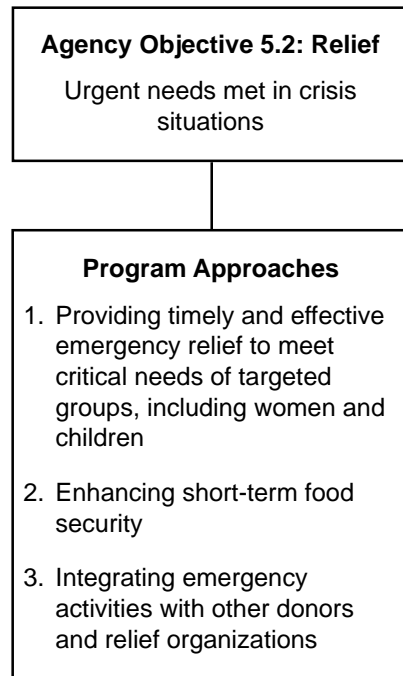 Agency Objective 5.2: Relief
Urgent needs met in crisis
situations
Program Approaches
1. Providing timely and effective
emergency relief to meet
critical needs of targeted
groups, including women and
children
2. Enhancing short-term food
security
3. Integrating emergency
activities with other donors
and relief organizations